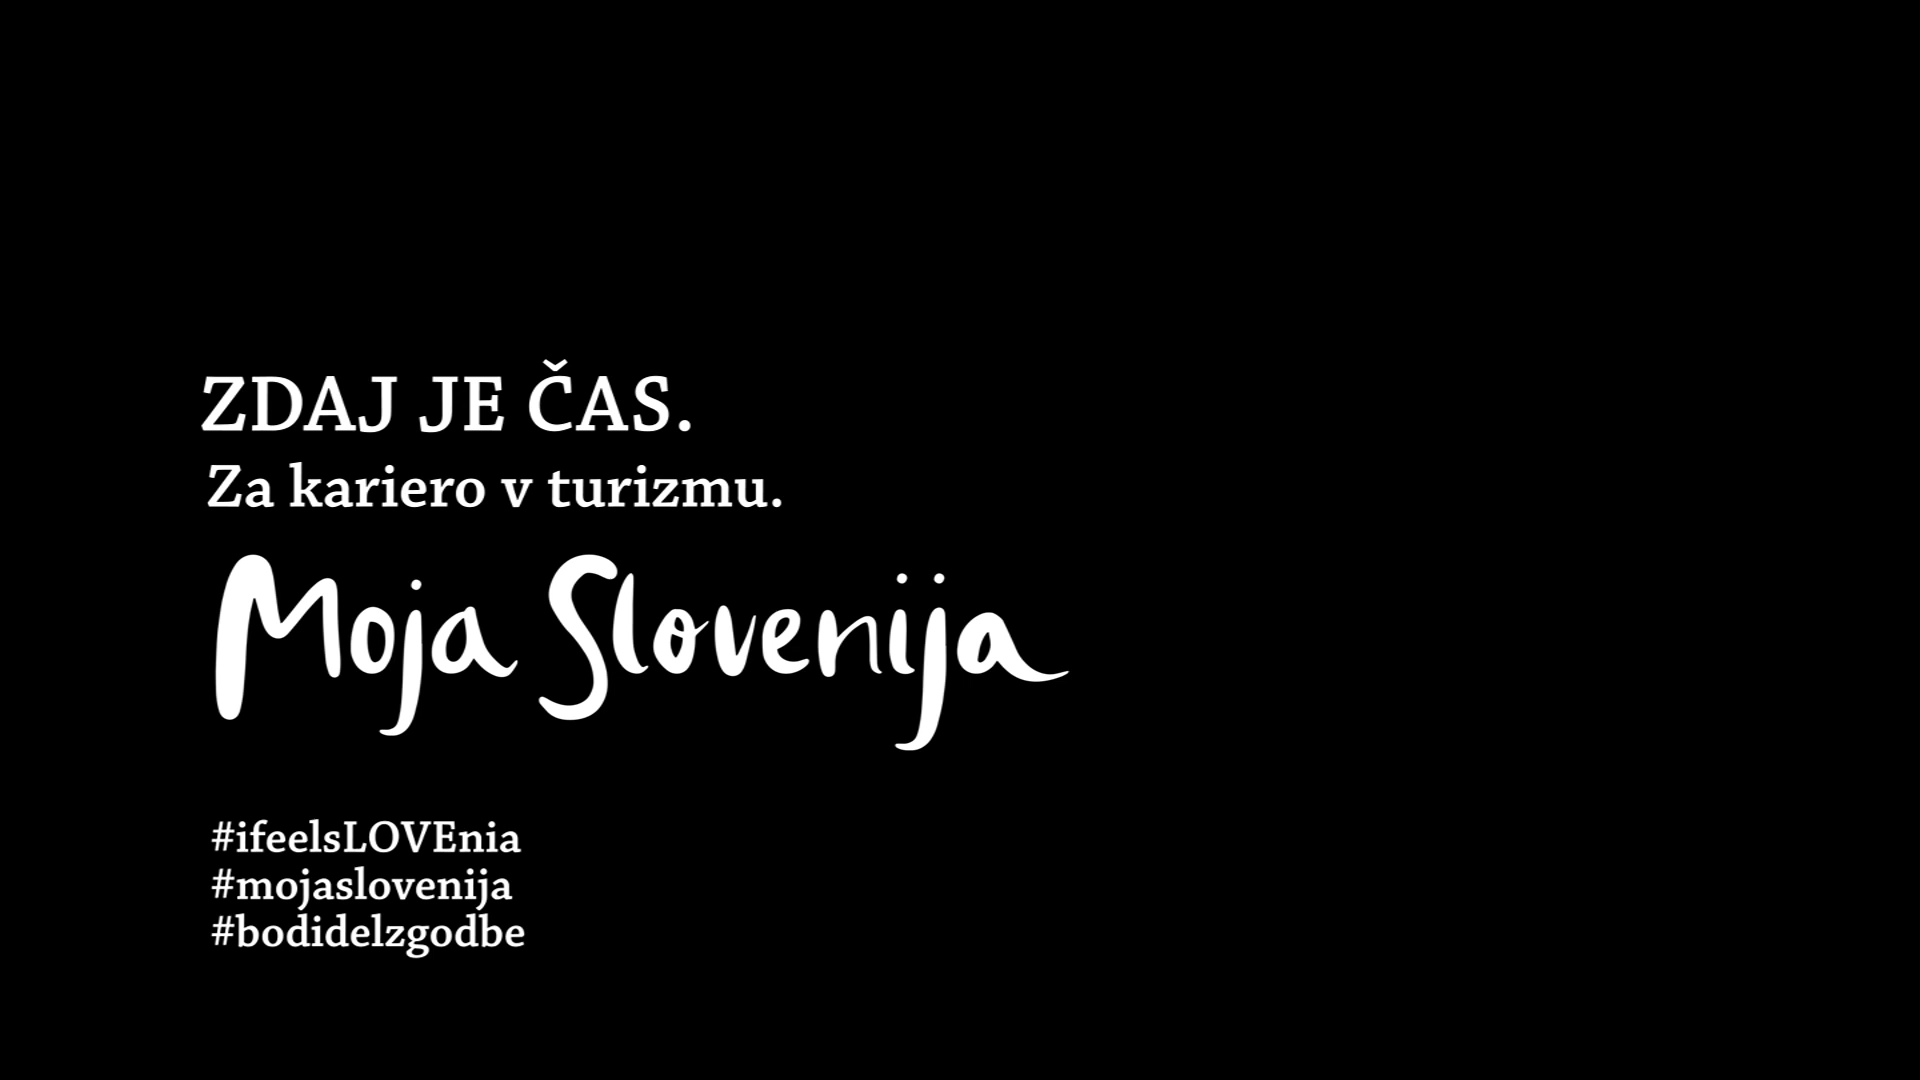 ZDAJ JE ČAS.
Za kariero v turizmu.
Moja Slovenija
#ifeelsLOVEnia
#mojaslovenija
#bodidelzgodbe